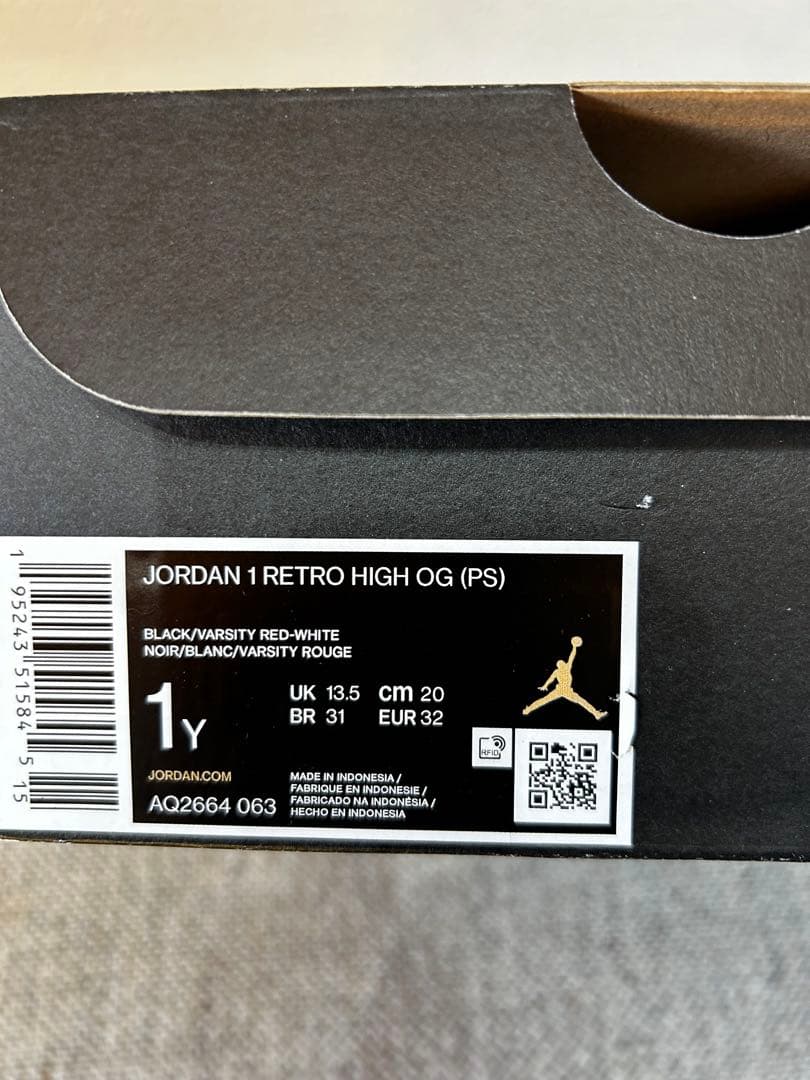 JORDAN 1 RETRO HIGH OG (PS)
BLACK/VARSITY RED-WHITE
NOIR/BLANC/VARSITY ROUGE
1Y
UK 13.5 cm 20
BR 31 EUR 32
RFID
JORDAN.COM
AQ2664 063
MADE IN INDONESIA /
FABRIQUE EN INDONESIE /
FABRICADO NA INDONÉSIA /
HECHO EN INDONESIA
1 95243 51584 5 15